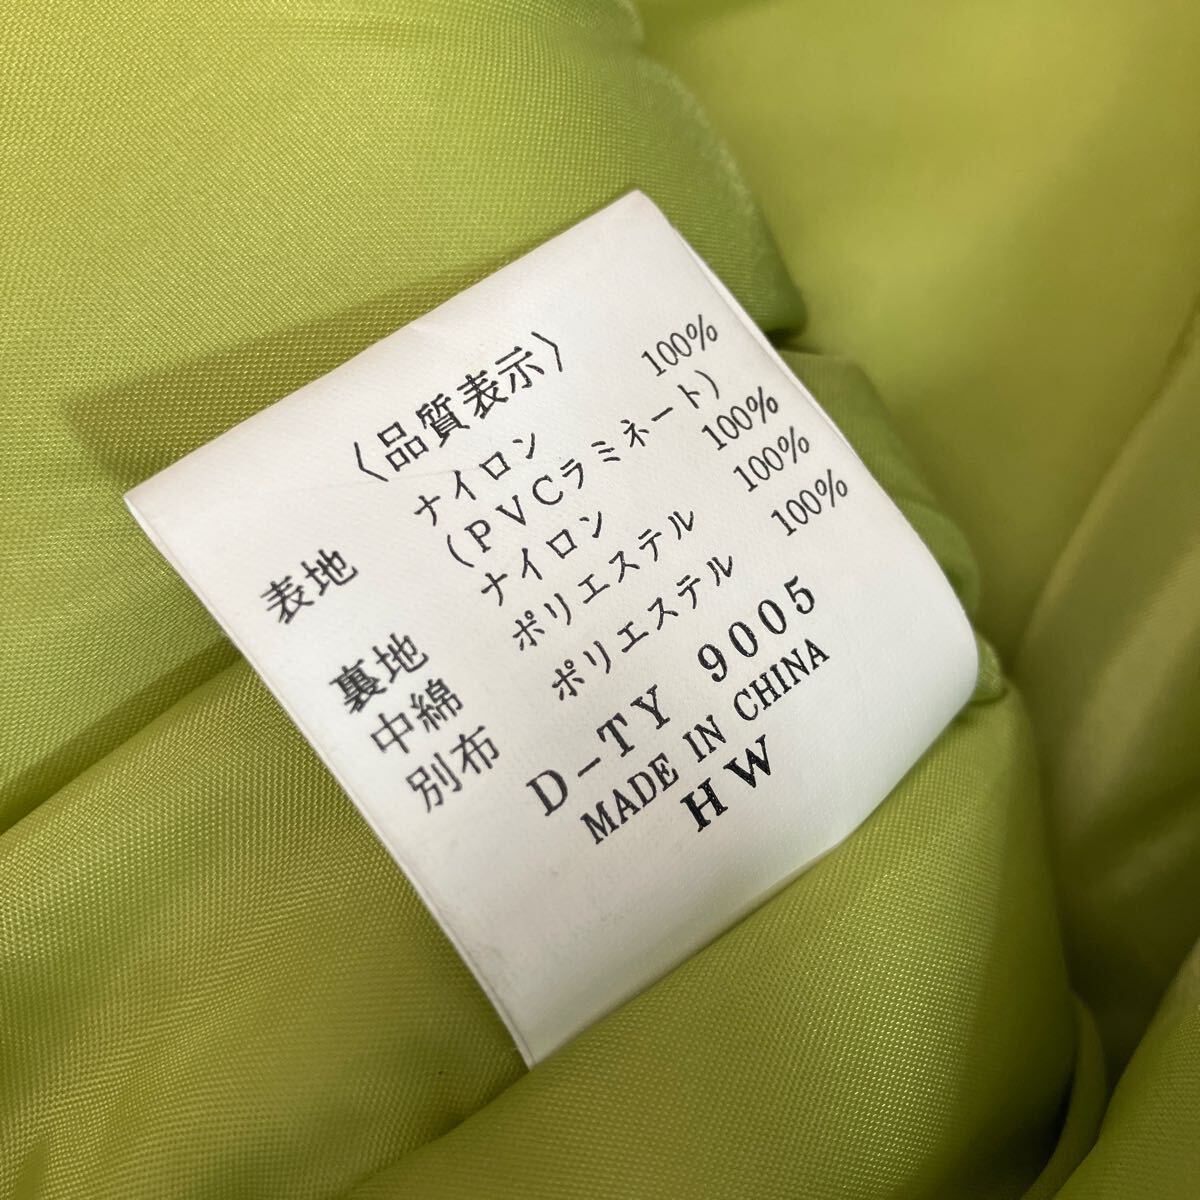 〈品質表示〉
表地 ナイロン 100%
(PVCラミネート)
裏地 ナイロン 100%
中綿 ポリエステル 100%
別布 ポリエステル 100%
D-TY 9005
MADE IN CHINA
HW